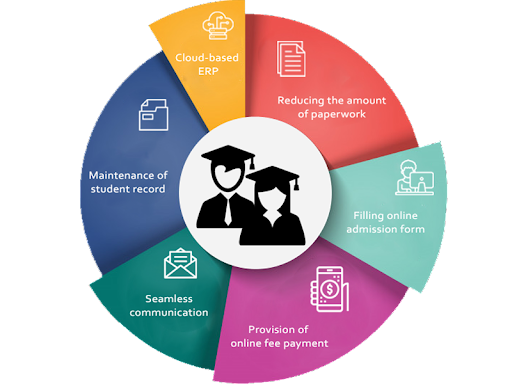 Cloud-based
ERP
Reducing the amount
of paperwork
Filling online
admission form
Provision of
online fee payment
Seamless
communication
Maintenance of
student record